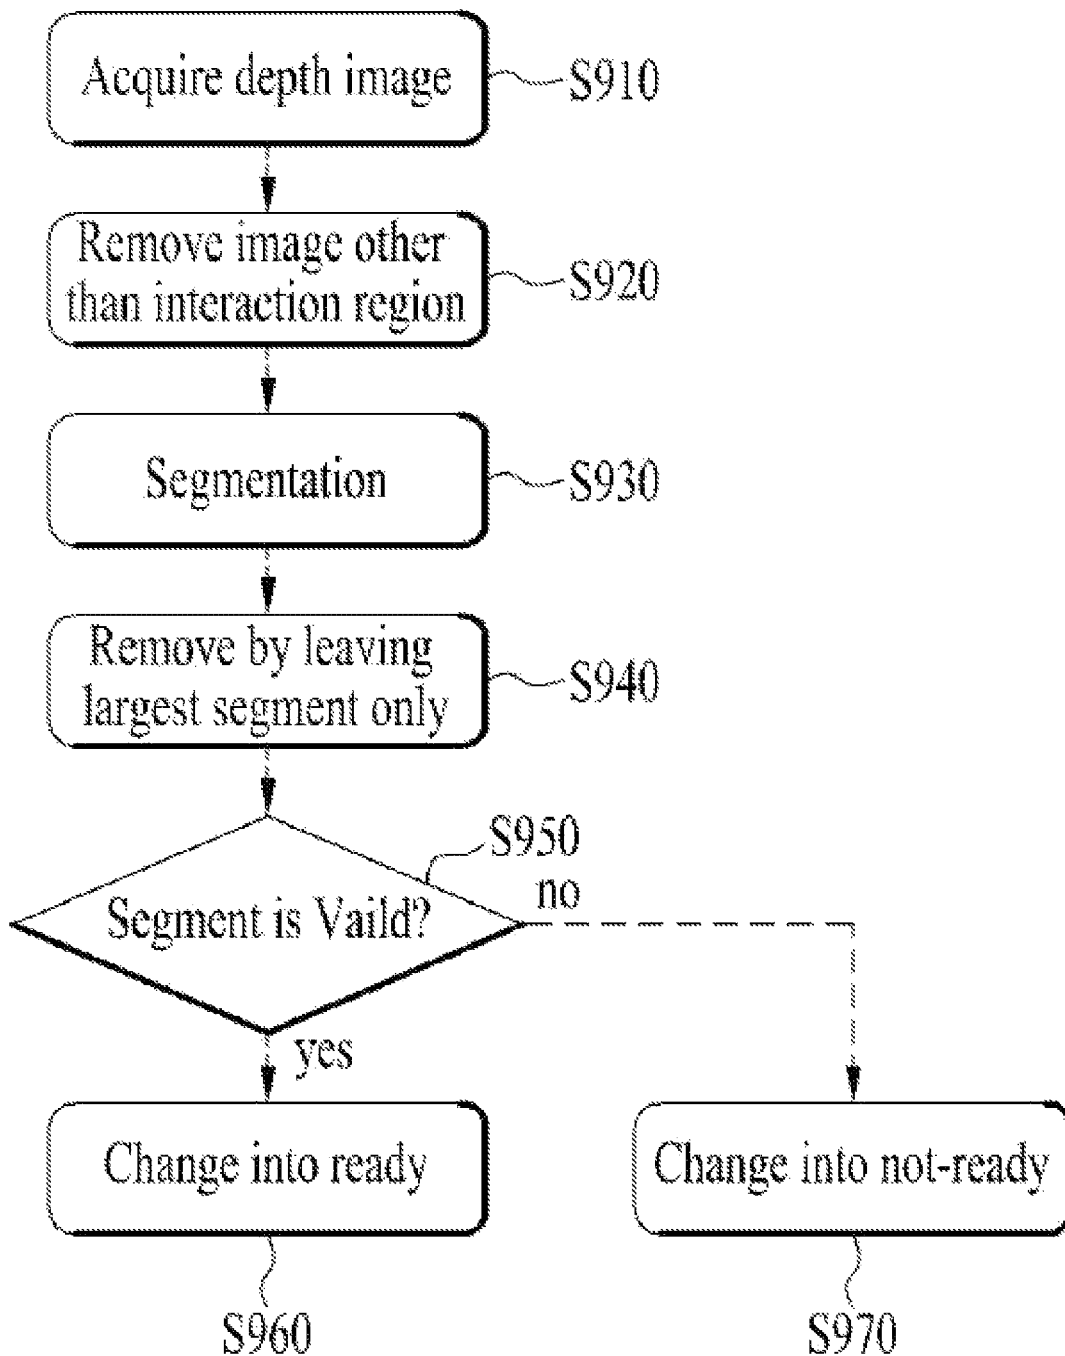 Acquire depth image
S910
Remove image other
than interaction region
S920
Segmentation
S930
Remove by leaving
largest segment only
S940
S950
Segment is Vaild?
no
yes
Change into ready
Change into not-ready
S960
S970